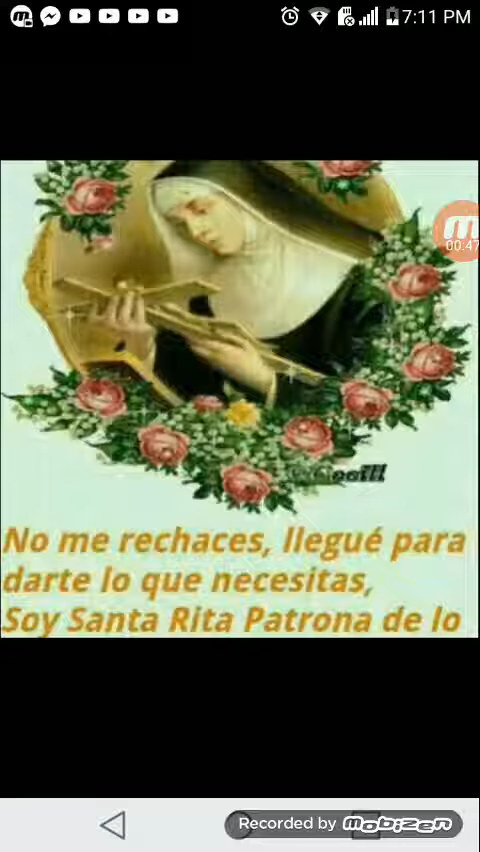 7:11 PM
00:47
No me rechaces, llegué para
darte lo que necesitas,
Soy Santa Rita Patrona de lo
Recorded by mobizen